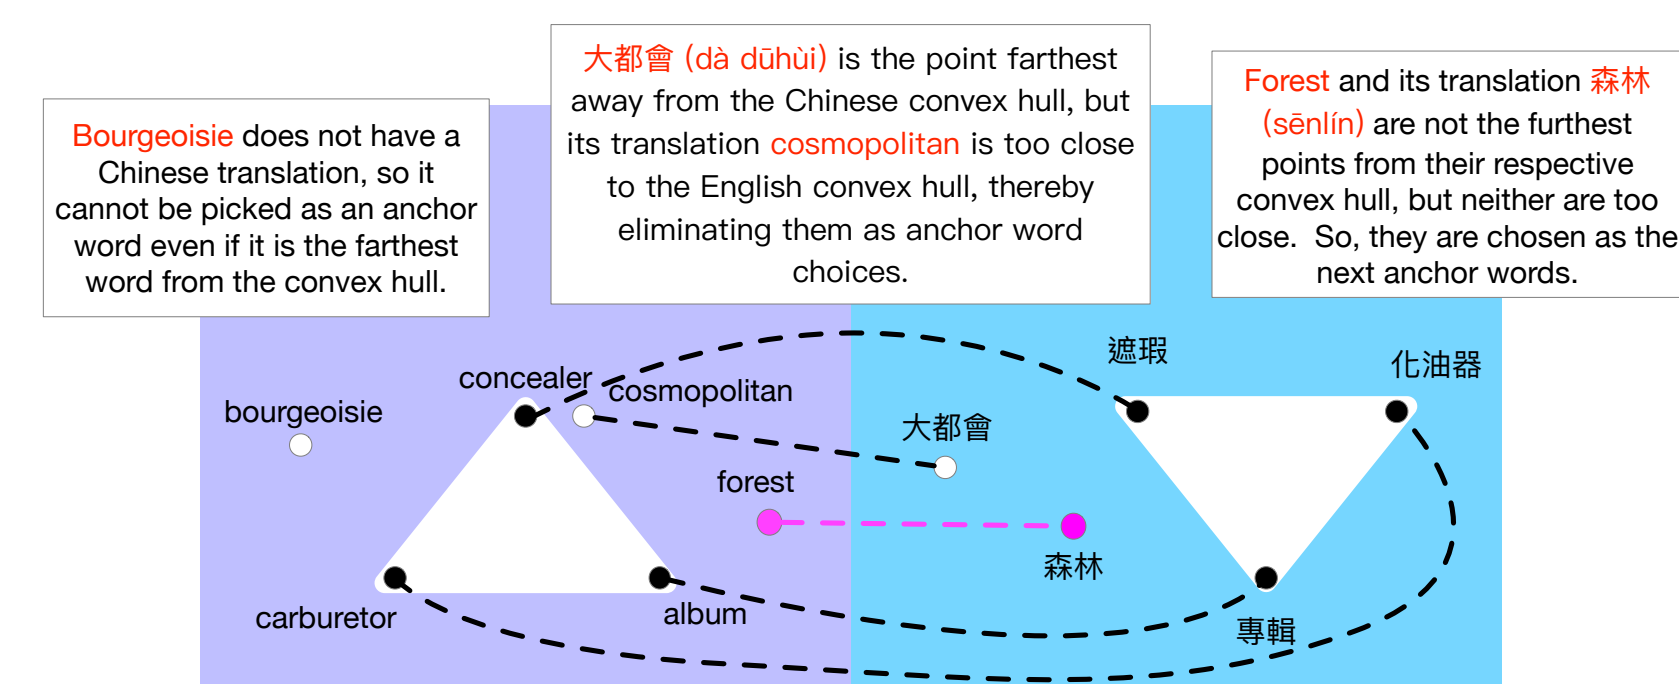 Bourgeoisie does not have a
Chinese translation, so it
cannot be picked as an anchor
word even if it is the farthest
word from the convex hull.
大都會 (dà dūhùi) is the point farthest
away from the Chinese convex hull, but
its translation cosmopolitan is too close
to the English convex hull, thereby
eliminating them as anchor word
choices.
Forest and its translation 森林
(sēnlín) are not the furthest
points from their respective
convex hull, but neither are too
close.  So, they are chosen as the
next anchor words.
concealer
cosmopolitan
bourgeoisie
forest
carburetor
album
遮瑕
化油器
大都會
森林
專輯